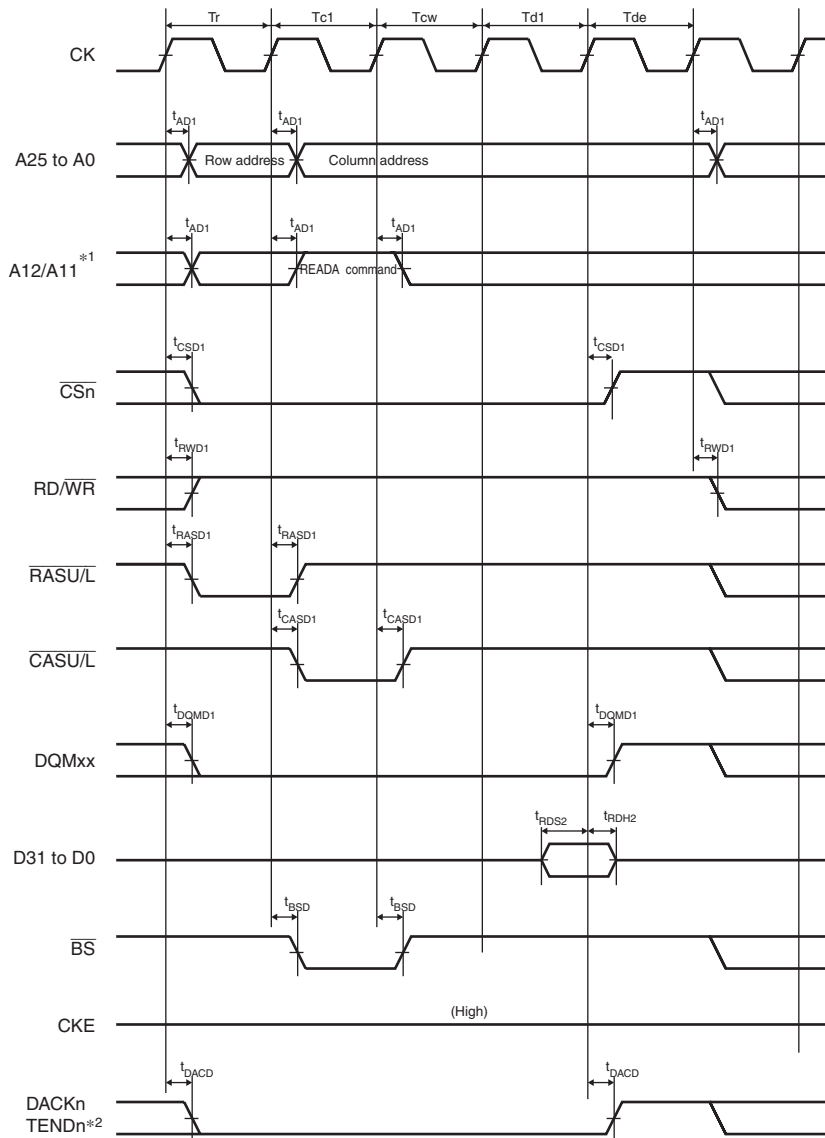 Tr Tc1 Tcw Td1 Tde
CK
tAD1 tAD1 tAD1
A25 to A0 Row address Column address
tAD1 tAD1 tAD1
A12/A11*1 READA command
tCSD1 tCSD1
CSn
tRWD1 tRWD1
RD/WR
tRASD1 tRASD1
RASU/L
tCASD1 tCASD1
CASU/L
tDQMD1 tDQMD1
DQMxx
tRDS2 tRDH2
D31 to D0
tBSD tBSD
BS
(High)
CKE
tDACD tDACD
DACKn
TENDn*2